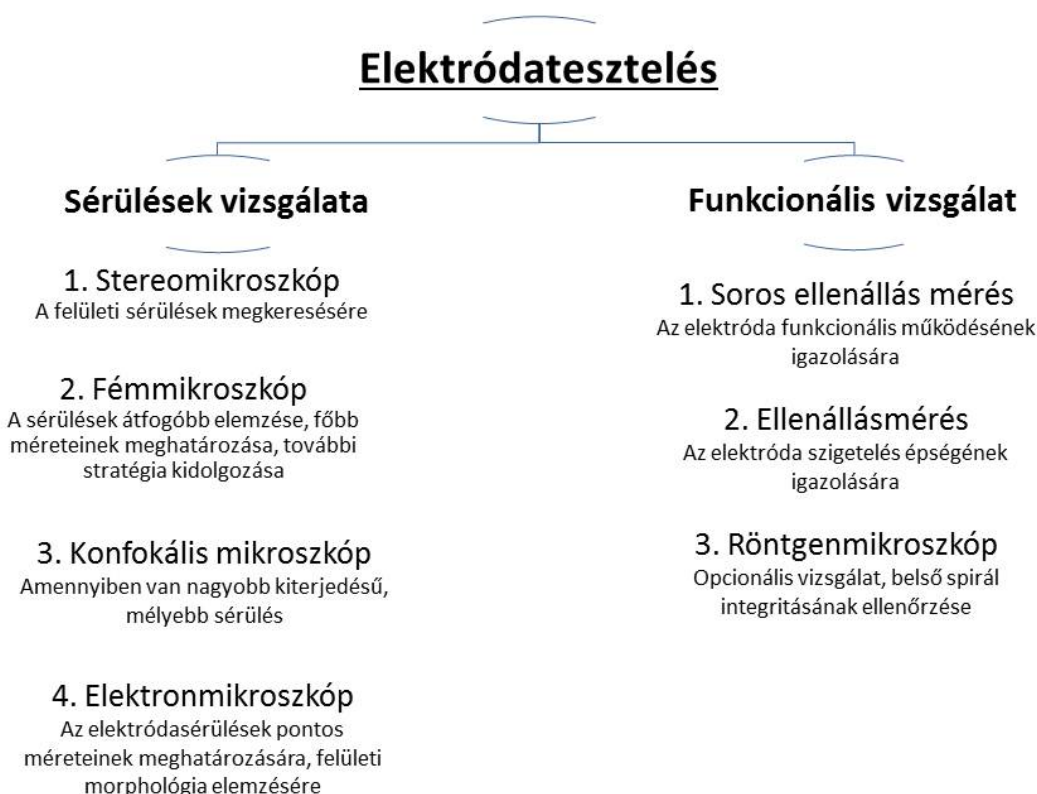 Elektródatesztelés
Sérülések vizsgálata
1. Stereomikroszkóp
A felületi sérülések megkeresésére
2. Fémmikroszkóp
A sérülések átfogóbb elemzése, főbb
méreteinek meghatározása, további
stratégia kidolgozása
3. Konfokális mikroszkóp
Amennyiben van nagyobb kiterjedésű,
mélyebb sérülés
4. Elektronmikroszkóp
Az elektródasérülések pontos
méreteinek meghatározására, felületi
morphológia elemzésére
Funkcionális vizsgálat
1. Soros ellenállás mérés
Az elektróda funkcionális működésének
igazolására
2. Ellenállásmérés
Az elektróda szigetelés épségének
igazolására
3. Röntgenmikroszkóp
Opcionális vizsgálat, belső spirál
integritásának ellenőrzése